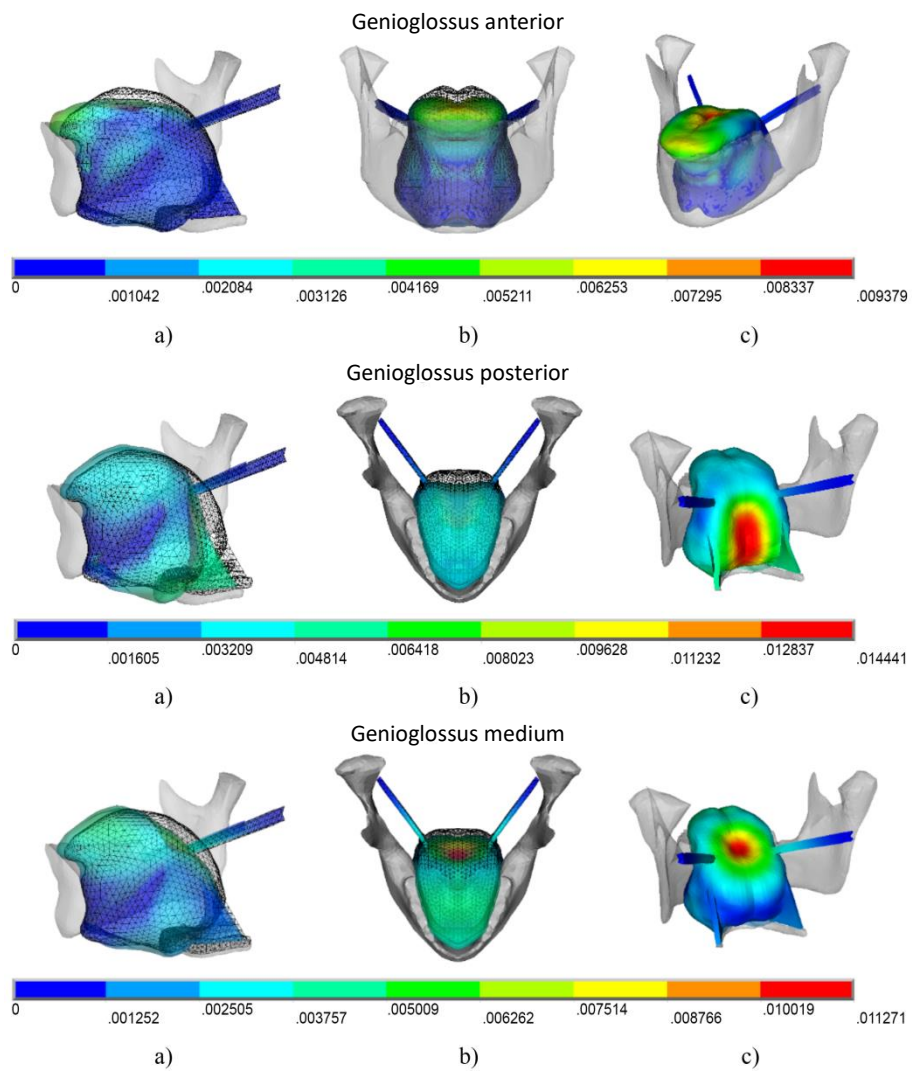 Genioglossus anterior
0 .001042 .002084 .003126 .004169 .005211 .006253 .007295 .008337 .009379
a) b) c)
Genioglossus posterior
0 .001605 .003209 .004814 .006418 .008023 .009628 .011232 .012837 .014441
a) b) c)
Genioglossus medium
0 .001252 .002505 .003757 .005009 .006262 .007514 .008766 .010019 .011271
a) b) c)